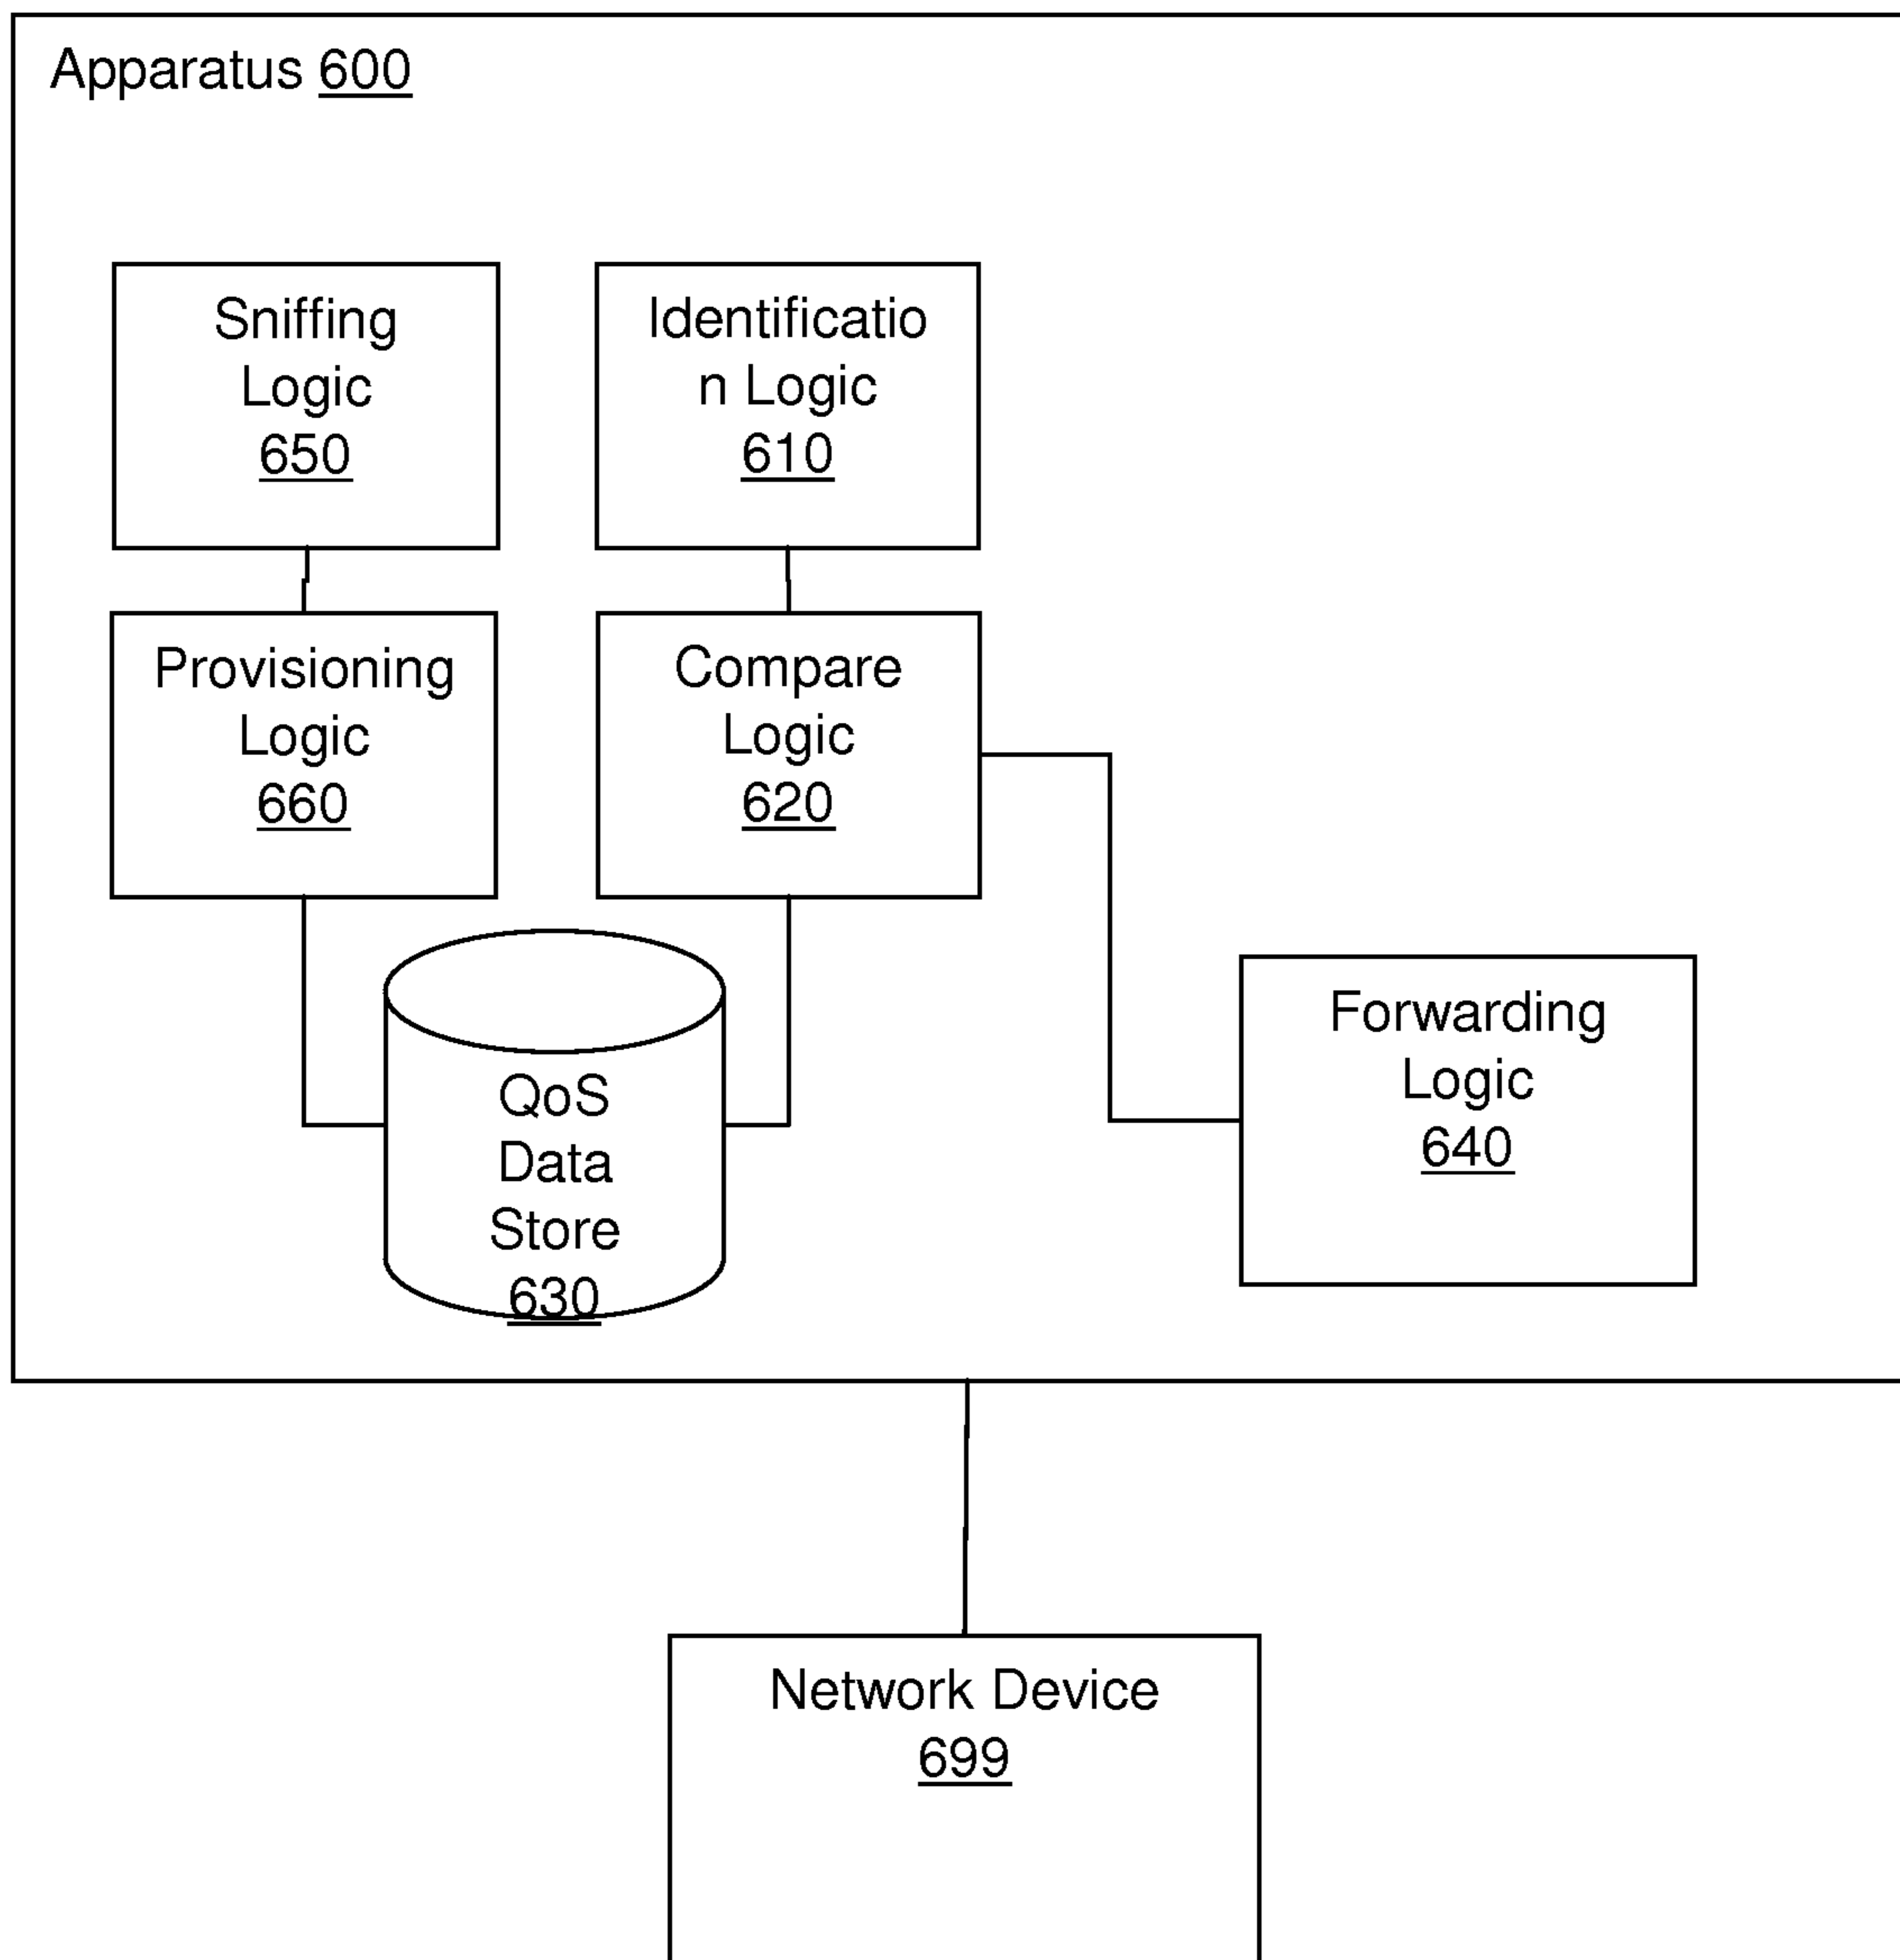 Apparatus 600
Sniffing
Logic
650
Identificatio
n Logic
610
Provisioning
Logic
660
Compare
Logic
620
QoS
Data
Store
630
Forwarding
Logic
640
Network Device
699